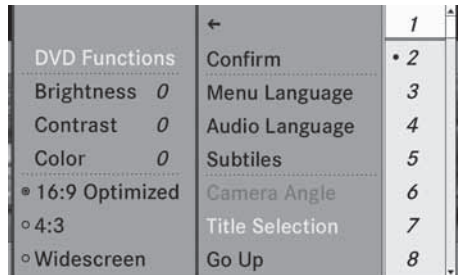 DVD Functions
Brightness 0
Contrast 0
Color 0
16:9 Optimized
4:3
Widescreen
←
Confirm
Menu Language
Audio Language
Subtiles
Camera Angle
Title Selection
Go Up
1
• 2
3
4
5
6
7
8